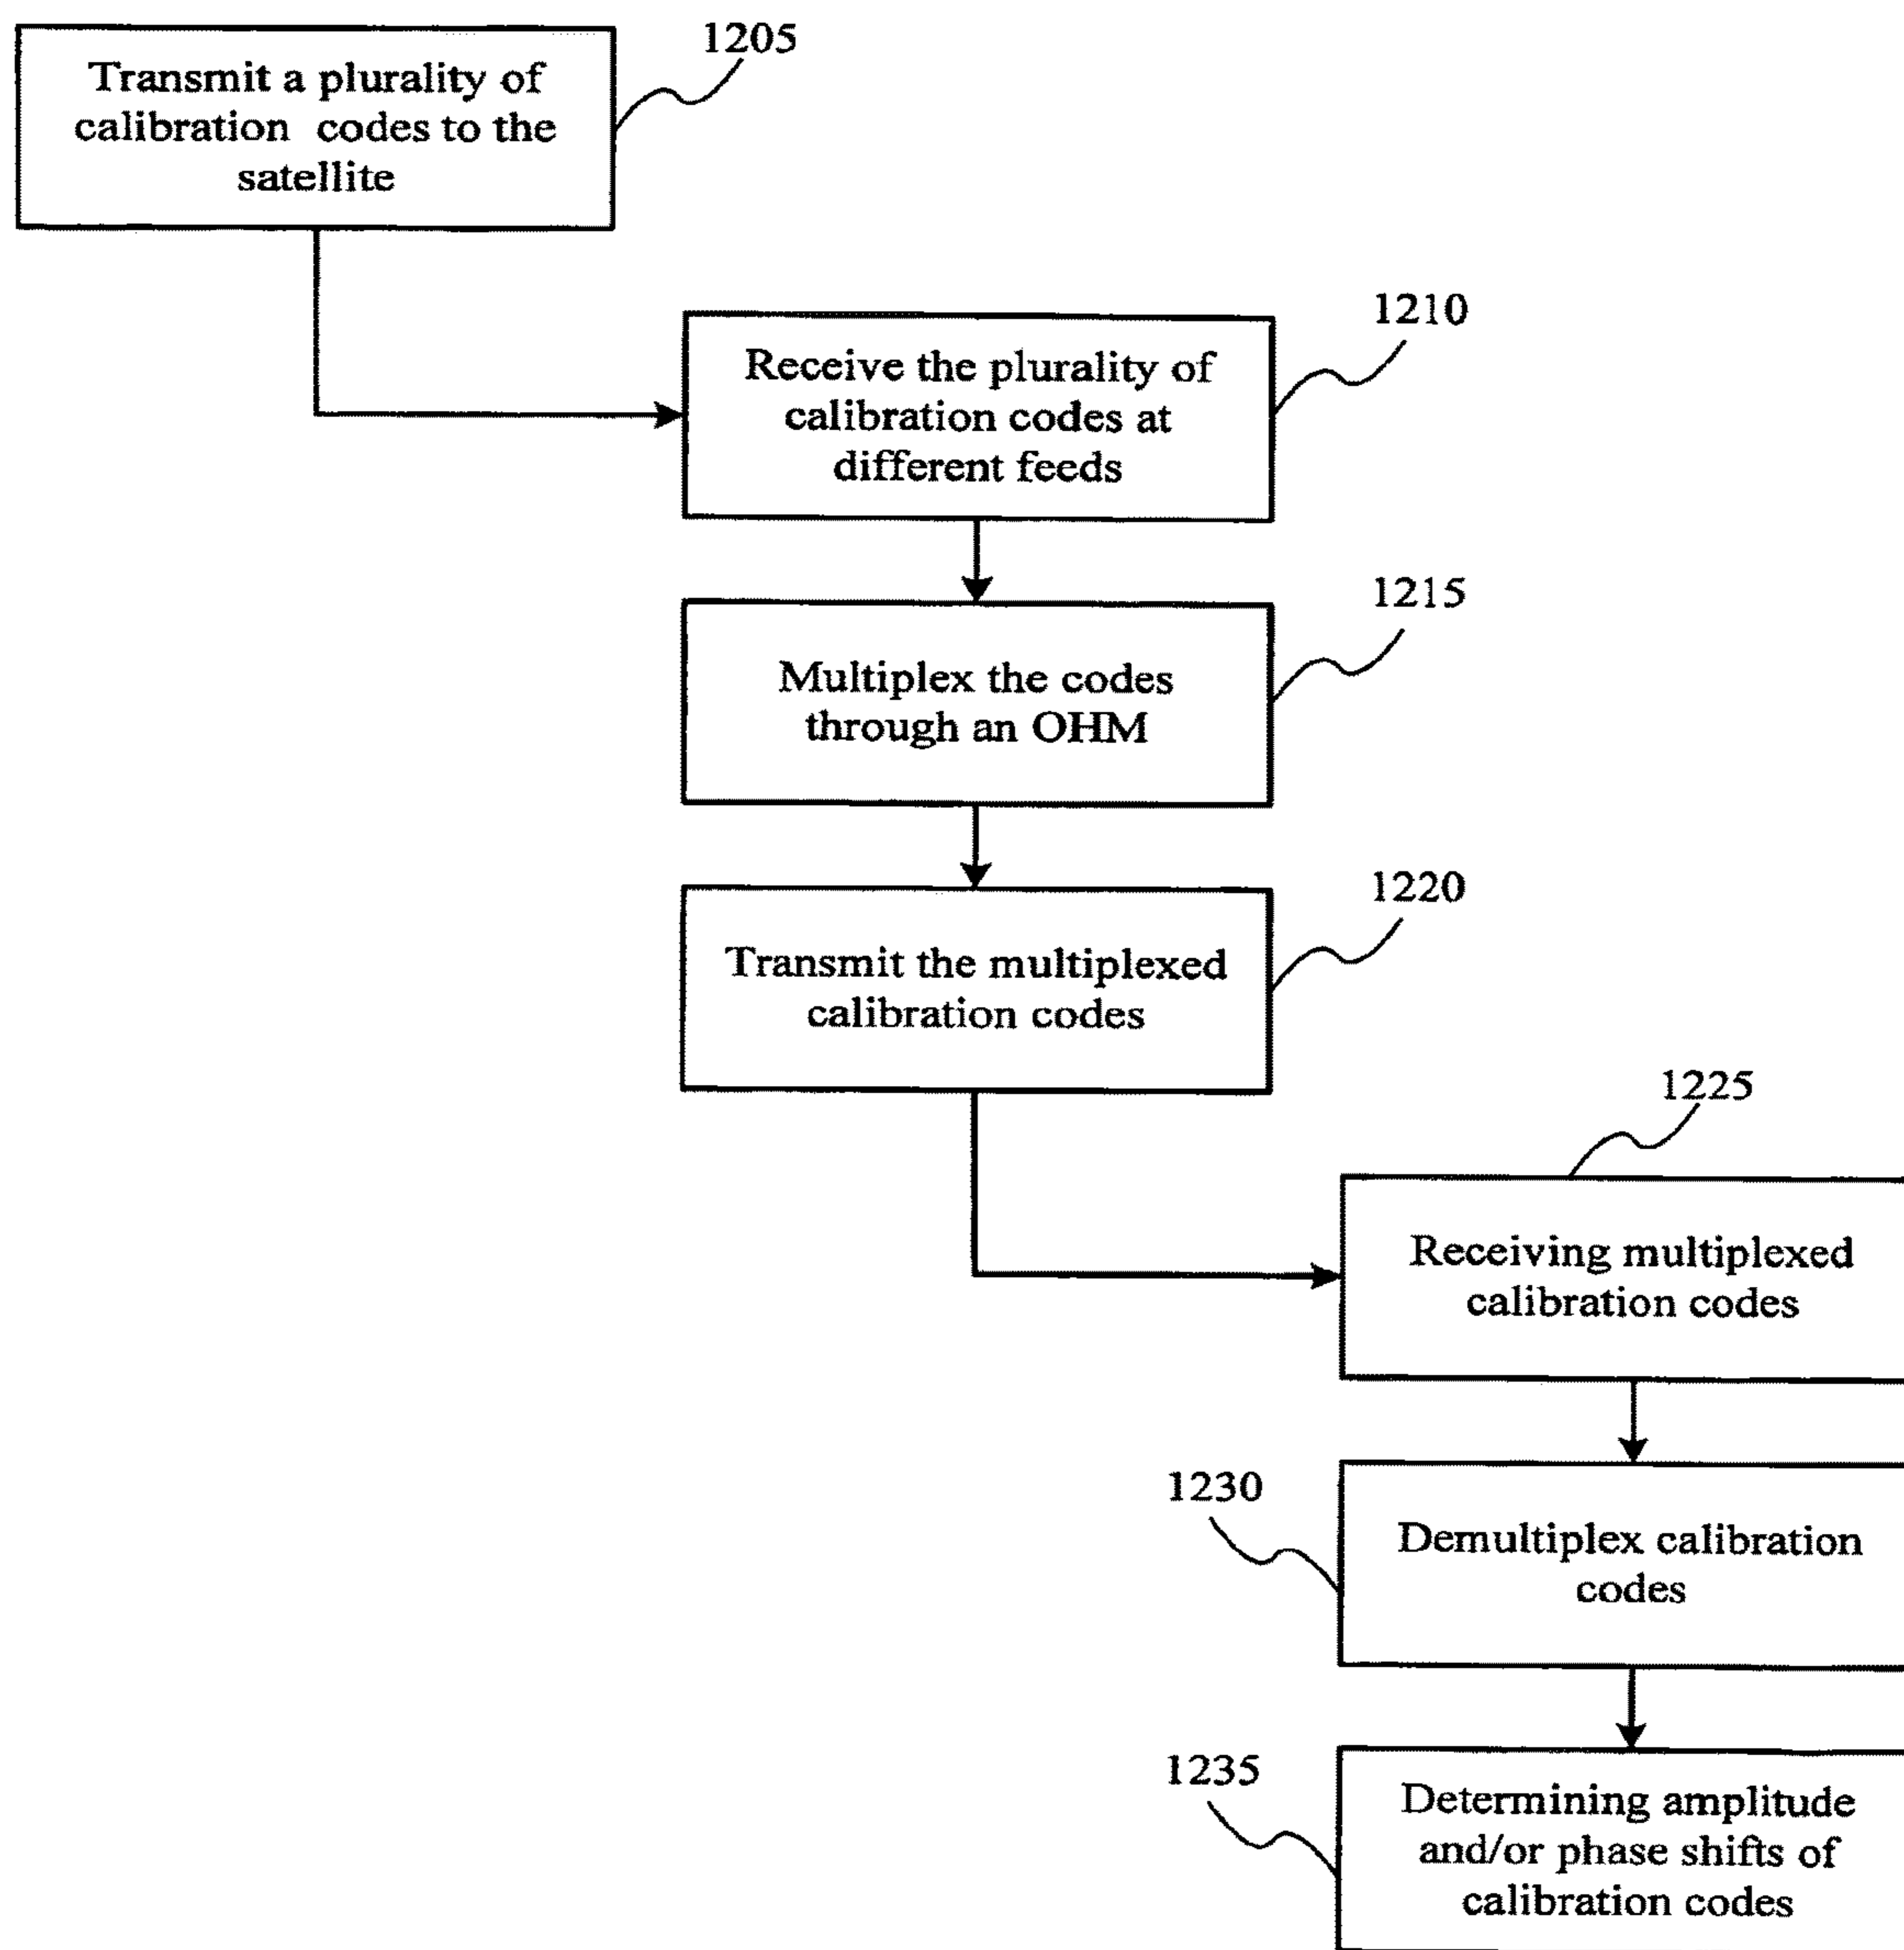 1205
Transmit a plurality of
calibration codes to the
satellite
1210
Receive the plurality of
calibration codes at
different feeds
1215
Multiplex the codes
through an OHM
1220
Transmit the multiplexed
calibration codes
1225
Receiving multiplexed
calibration codes
1230
Demultiplex calibration
codes
1235
Determining amplitude
and/or phase shifts of
calibration codes